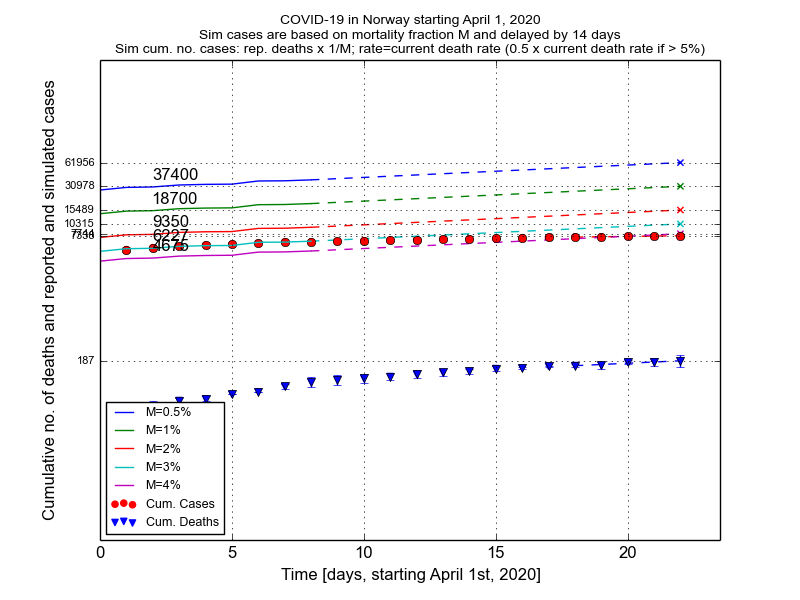 COVID-19 in Norway starting April 1, 2020
Sim cases are based on mortality fraction M and delayed by 14 days
Sim cum. no. cases: rep. deaths x 1/M; rate=current death rate (0.5 x current death rate if > 5%)
Cumulative no. of deaths and reported and simulated cases
61956
30978
15489
10315
187
37400
18700
9350
6227
4675
M=0.5%
M=1%
M=2%
M=3%
M=4%
Cum. Cases
Cum. Deaths
0 5 10 15 20
Time [days, starting April 1st, 2020]